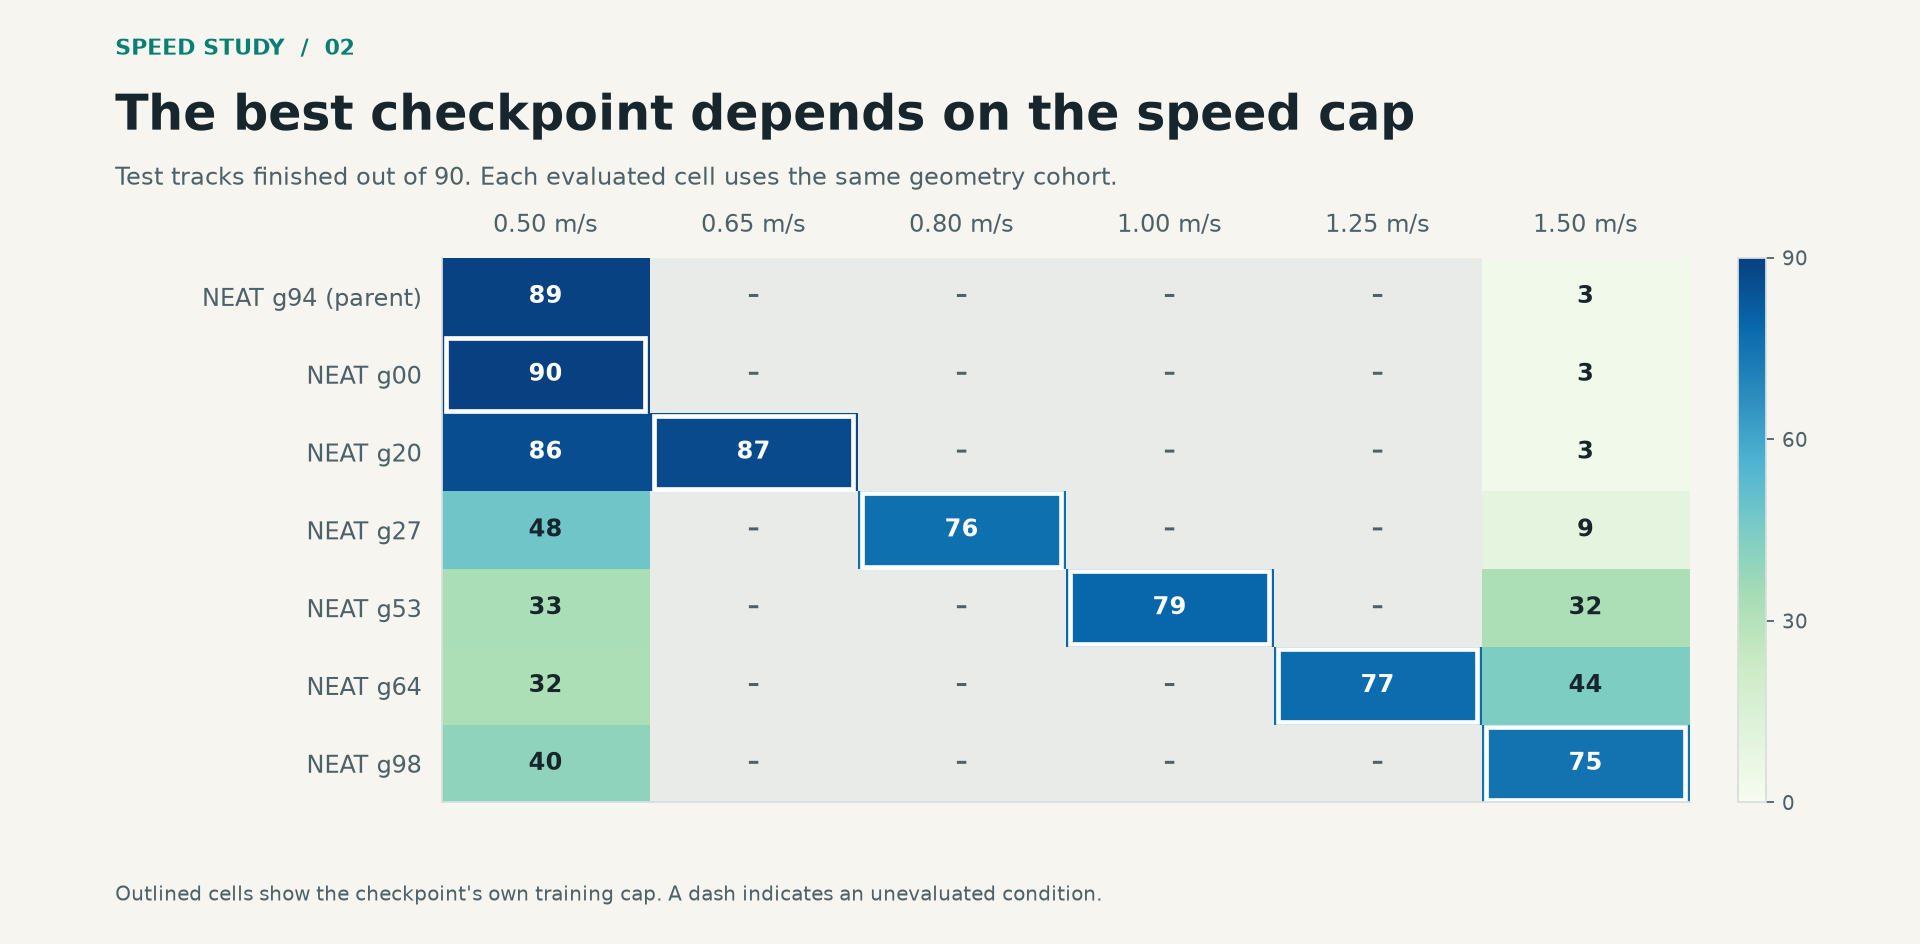 SPEED STUDY / 02
The best checkpoint depends on the speed cap
Test tracks finished out of 90. Each evaluated cell uses the same geometry cohort.
0.50 m/s 0.65 m/s 0.80 m/s 1.00 m/s 1.25 m/s 1.50 m/s
NEAT g94 (parent) 89 – – – – 3
NEAT g00 90 – – – – 3
NEAT g20 86 87 – – – 3
NEAT g27 48 – 76 – – 9
NEAT g53 33 – – 79 – 32
NEAT g64 32 – – – 77 44
NEAT g98 40 – – – – 75
90
60
30
0
Outlined cells show the checkpoint's own training cap. A dash indicates an unevaluated condition.